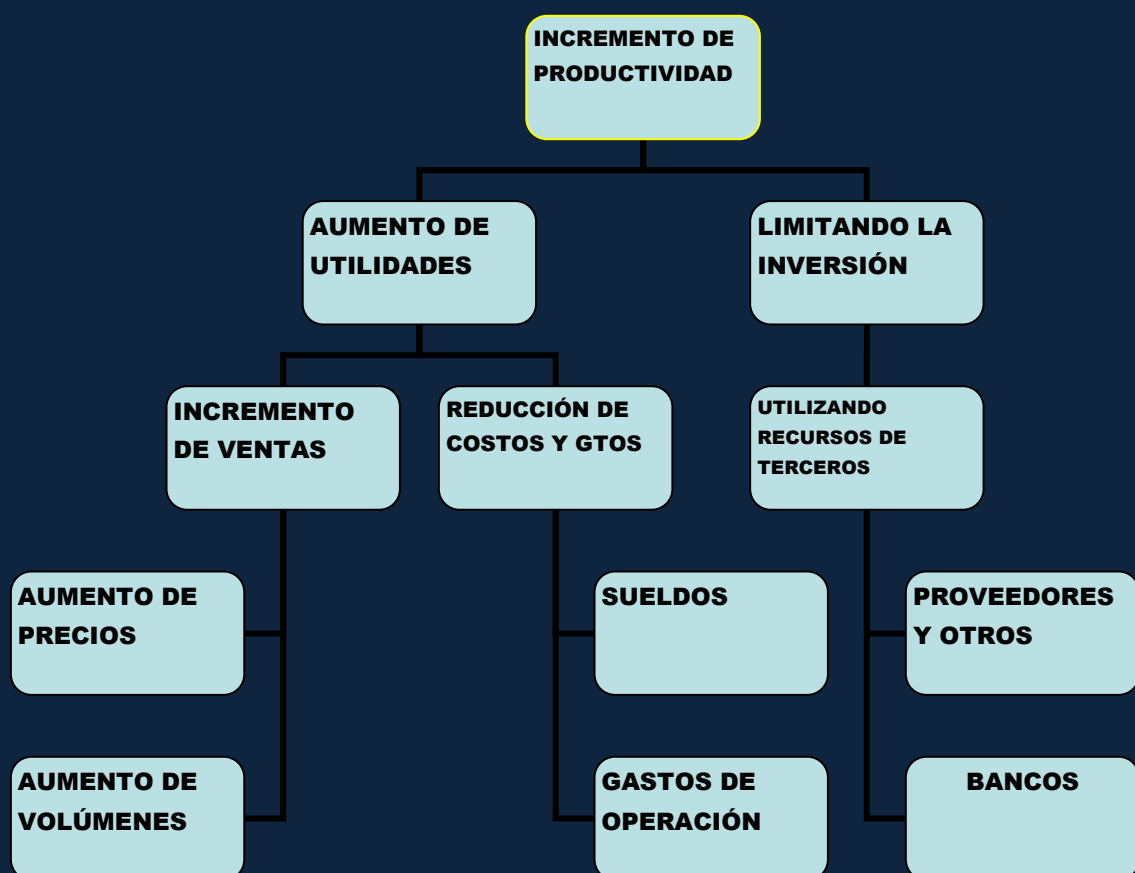 INCREMENTO DE
PRODUCTIVIDAD
AUMENTO DE
UTILIDADES
LIMITANDO LA
INVERSIÓN
INCREMENTO
DE VENTAS
REDUCCIÓN DE
COSTOS Y GTOS
UTILIZANDO
RECURSOS DE
TERCEROS
AUMENTO DE
PRECIOS
SUELDOS
PROVEEDORES
Y OTROS
AUMENTO DE
VOLÚMENES
GASTOS DE
OPERACIÓN
BANCOS